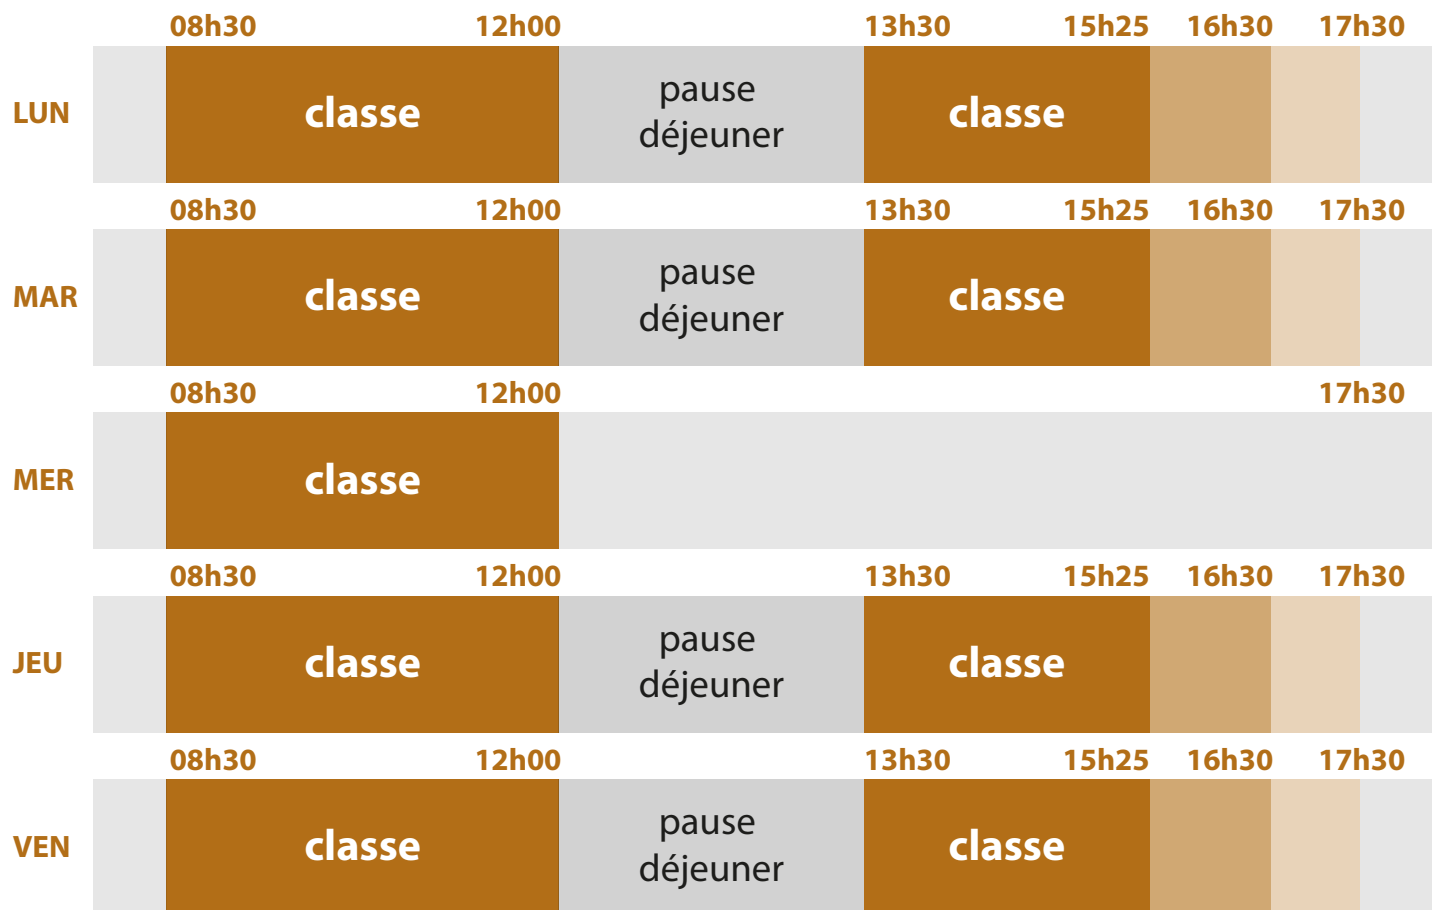 08h30 12h00 13h30 15h25 16h30 17h30
LUN classe pause déjeuner classe
08h30 12h00 13h30 15h25 16h30 17h30
MAR classe pause déjeuner classe
08h30 12h00 17h30
MER classe
08h30 12h00 13h30 15h25 16h30 17h30
JEU classe pause déjeuner classe
08h30 12h00 13h30 15h25 16h30 17h30
VEN classe pause déjeuner classe